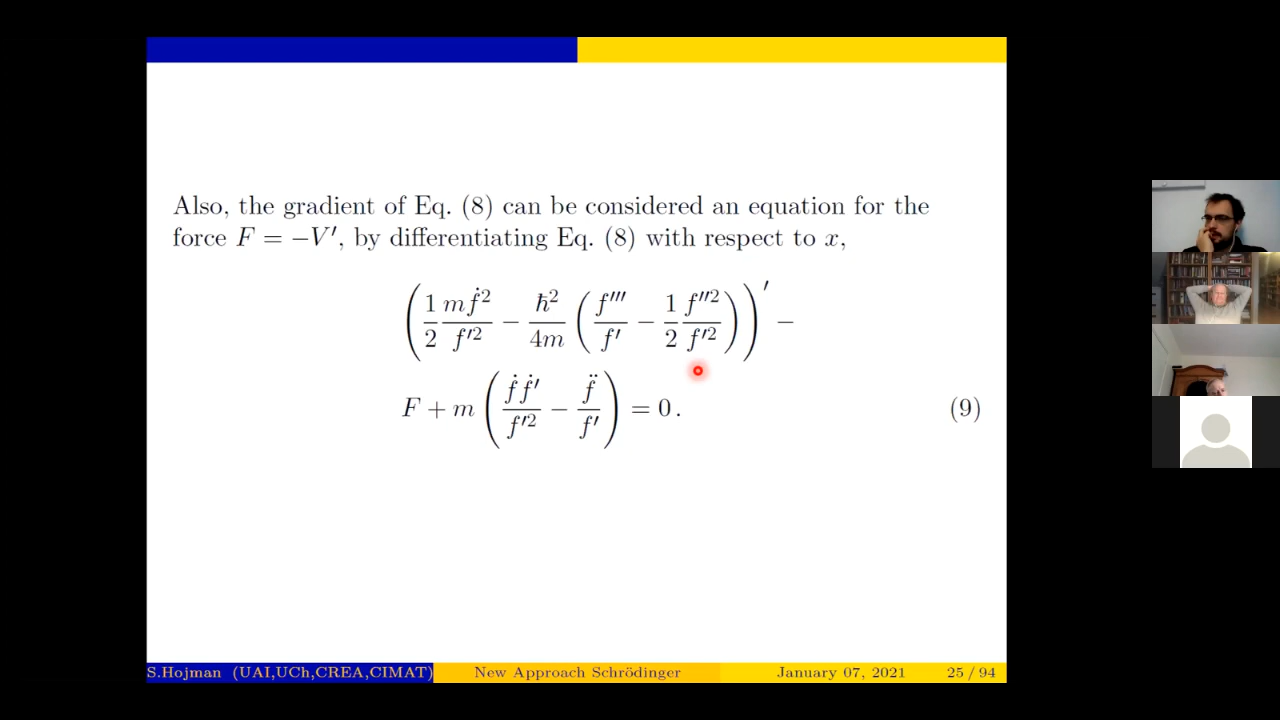 Also, the gradient of Eq. (8) can be considered an equation for the
force F = −V′, by differentiating Eq. (8) with respect to x,
(1/2 mḟ²/f′² − ℏ²/4m (f‴/f′ − 1/2 f″²/f′²))′ −
F + m (ḟḟ′/f′² − f̈/f′) = 0 . (9)
S.Hojman (UAI,UCh,CREA,CIMAT) New Approach Schrödinger January 07, 2021 25 / 94